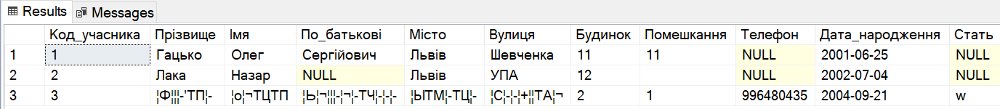 Results Messages
Код_учасника Прізвище Імя По_батькові Місто Вулиця Будинок Помешкання Телефон Дата_народження Стать
1 1 Гацько Олег Сергійович Львів Шевченка 11 11 NULL 2001-06-25 NULL
2 2 Лака Назар NULL Львів УПА 12 NULL 2002-07-04 NULL
3 3 ¦Ф¦¦¦-'ТП¦- ¦о¦¬ТЦТП ¦Ь¦¬¦¦¦-¦¬¦-ТЧ¦-¦-¦- ¦ЫТМ¦-ТЦ¦- ¦С¦-¦-¦+¦¦ТА¦¬ 2 1 996480435 2004-09-21 w